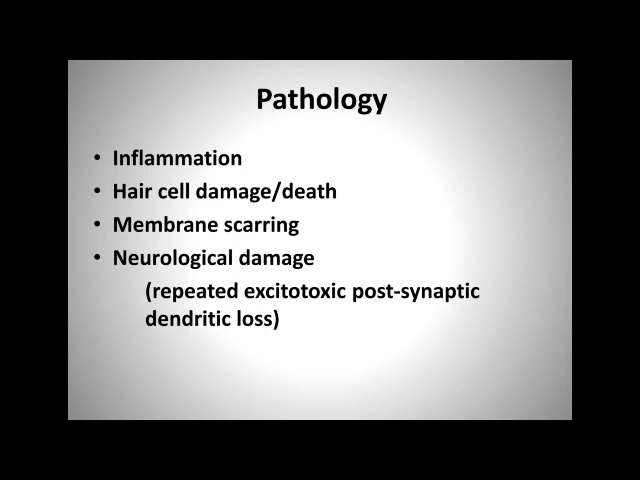 Pathology
• Inflammation
• Hair cell damage/death
• Membrane scarring
• Neurological damage
(repeated excitotoxic post-synaptic
dendritic loss)